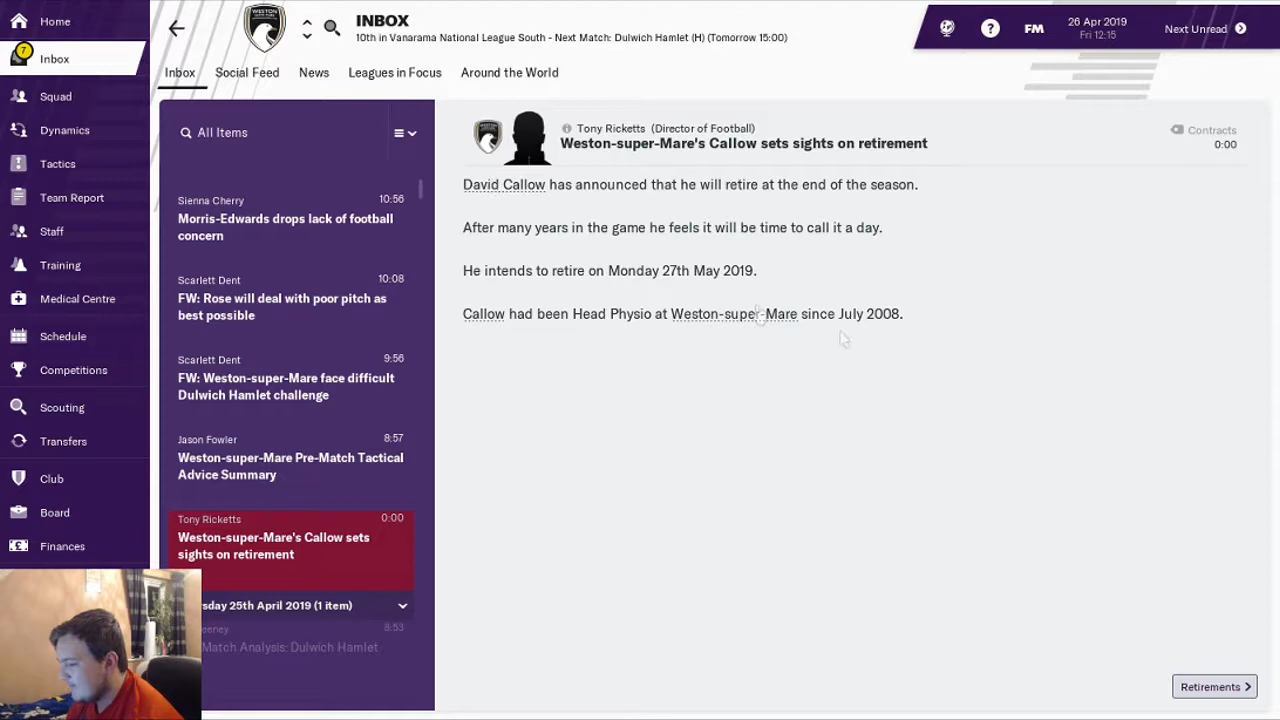 Home
INBOX
10th in Vanarama National League South - Next Match: Dulwich Hamlet (H) (Tomorrow 15:00)
?
FM
26 Apr 2019
Fri 12:15
Next Unread
7
Inbox
Squad
Dynamics
Tactics
Team Report
Staff
Training
Medical Centre
Schedule
Competitions
Scouting
Transfers
Club
Board
Finances
Inbox
Social Feed
News
Leagues in Focus
Around the World
All Items
Sienna Cherry 10:56
Morris-Edwards drops lack of football
concern
Scarlett Dent 10:08
FW: Rose will deal with poor pitch as
best possible
Scarlett Dent 9:56
FW: Weston-super-Mare face difficult
Dulwich Hamlet challenge
Jason Fowler 8:57
Weston-super-Mare Pre-Match Tactical
Advice Summary
Tony Ricketts 0:00
Weston-super-Mare's Callow sets
sights on retirement
rsday 25th April 2019 (1 item)
eeney 8:53
Match Analysis: Dulwich Hamlet
Tony Ricketts (Director of Football)
Weston-super-Mare's Callow sets sights on retirement
Contracts
0:00
David Callow has announced that he will retire at the end of the season.
After many years in the game he feels it will be time to call it a day.
He intends to retire on Monday 27th May 2019.
Callow had been Head Physio at Weston-super-Mare since July 2008.
Retirements